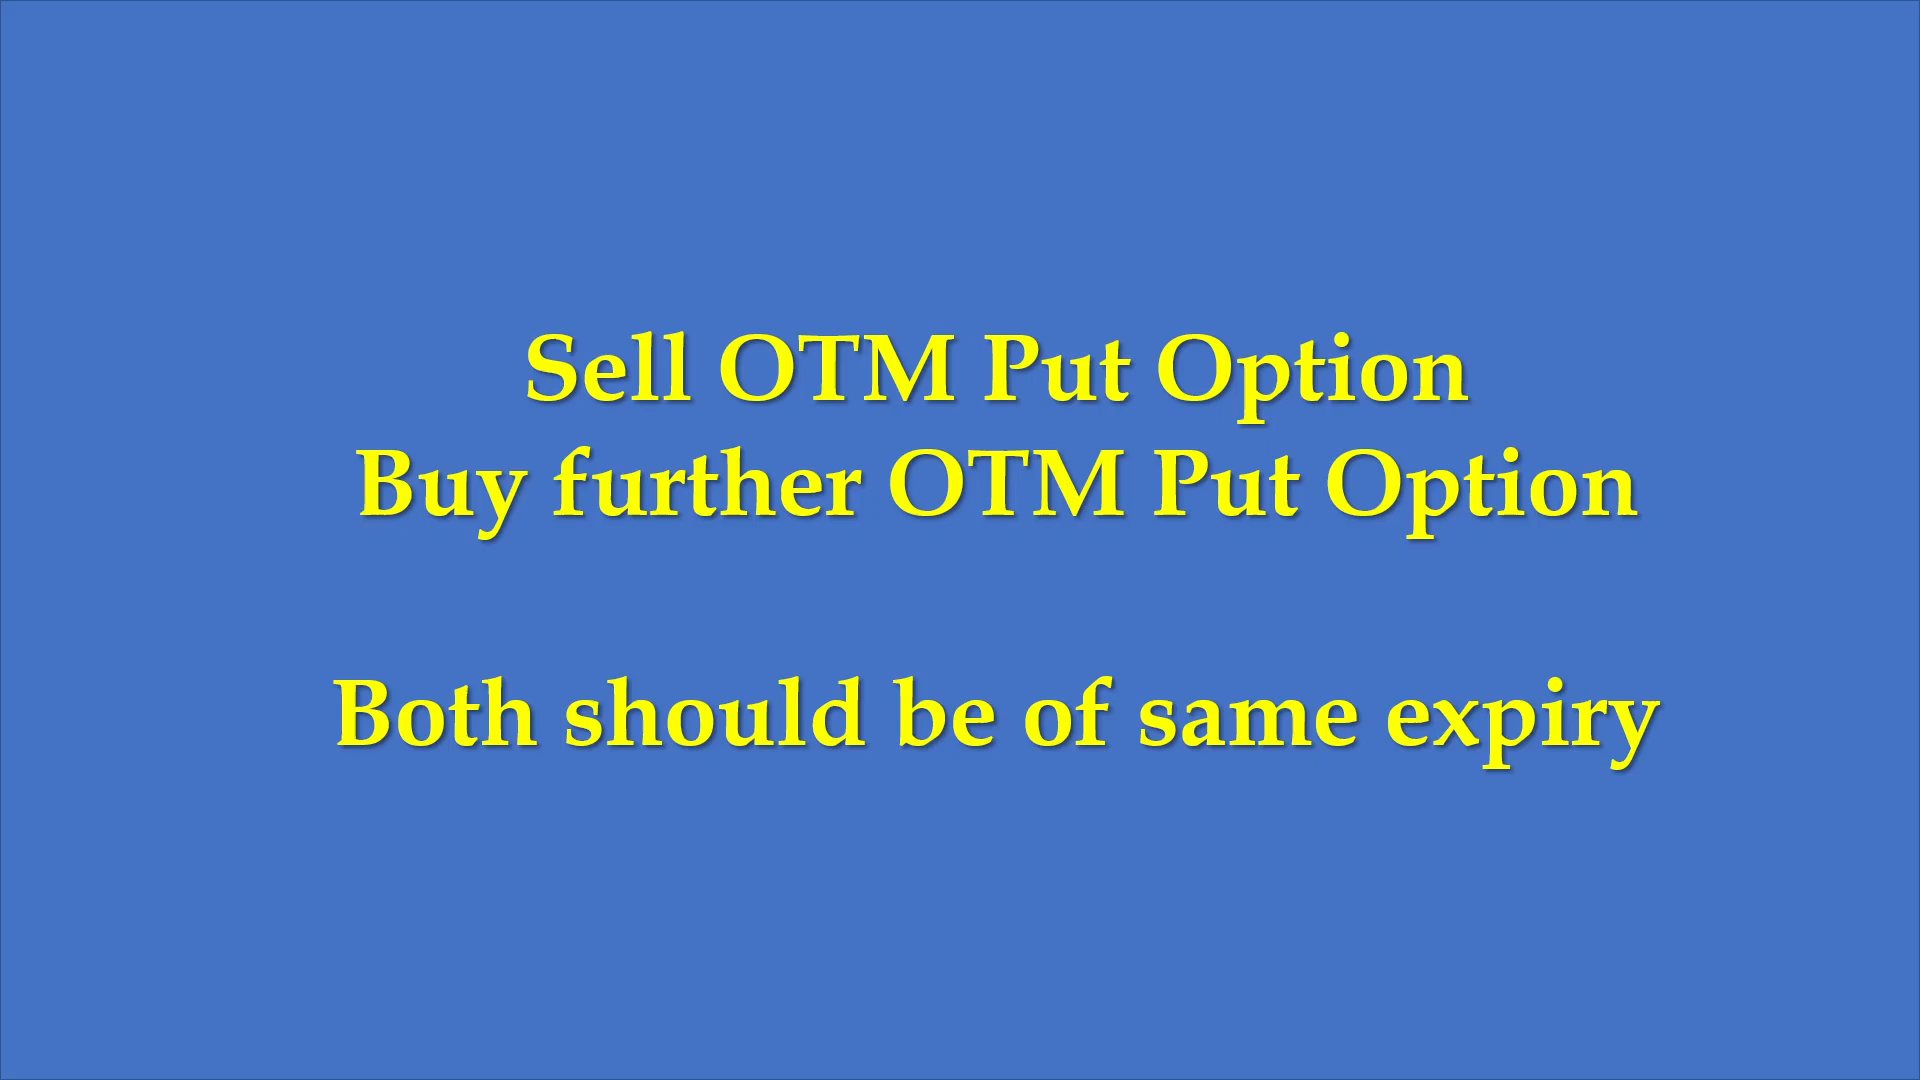 Sell OTM Put Option
Buy further OTM Put Option
Both should be of same expiry